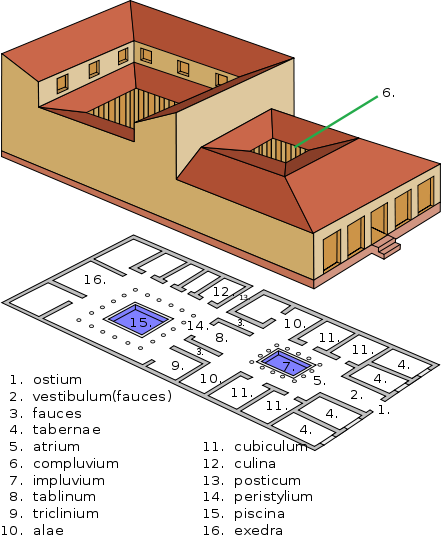 6.
16.
12.
13
15.
14.
3.
10.
8.
11.
3.
11.
9.
7.
4.
10.
5.
4.
11.
2.
11.
4.
1.
4.
1. ostium
2. vestibulum(fauces)
3. fauces
4. tabernae
5. atrium
6. compluvium
7. impluvium
8. tablinum
9. triclinium
10. alae
11. cubiculum
12. culina
13. posticum
14. peristylium
15. piscina
16. exedra